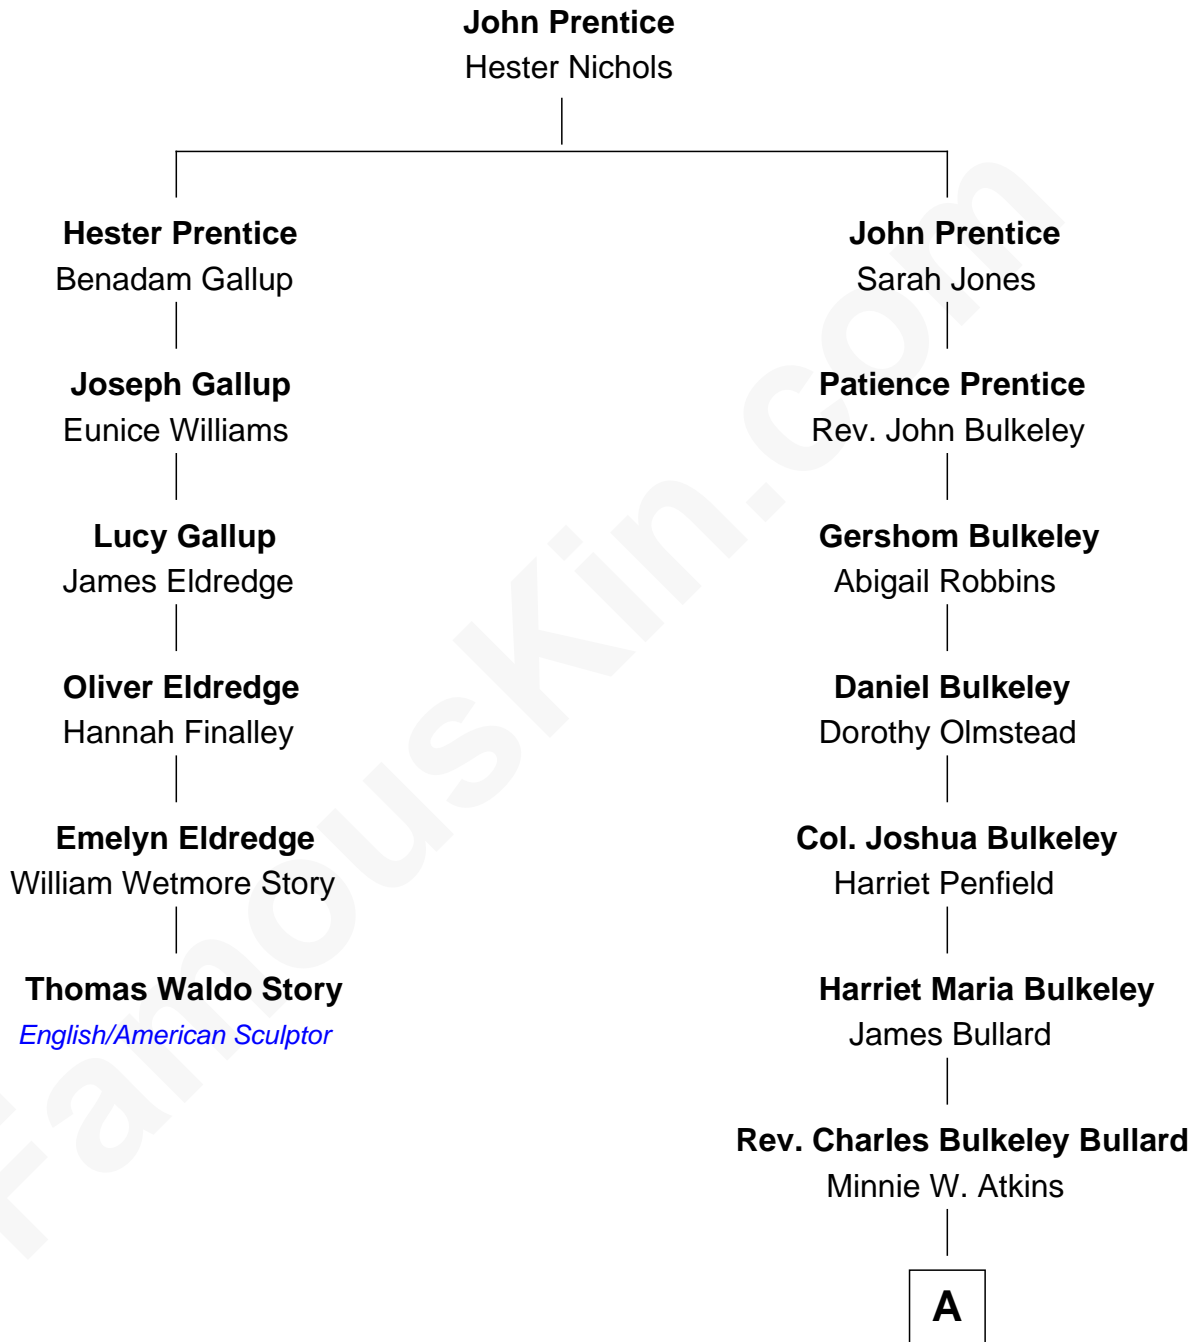 John Prentice
Hester Nichols
Hester Prentice
Benadam Gallup
Joseph Gallup
Eunice Williams
Lucy Gallup
James Eldredge
Oliver Eldredge
Hannah Finalley
Emelyn Eldredge
William Wetmore Story
Thomas Waldo Story
English/American Sculptor
John Prentice
Sarah Jones
Patience Prentice
Rev. John Bulkeley
Gershom Bulkeley
Abigail Robbins
Daniel Bulkeley
Dorothy Olmstead
Col. Joshua Bulkeley
Harriet Penfield
Harriet Maria Bulkeley
James Bullard
Rev. Charles Bulkeley Bullard
Minnie W. Atkins
A
FamousKin.com